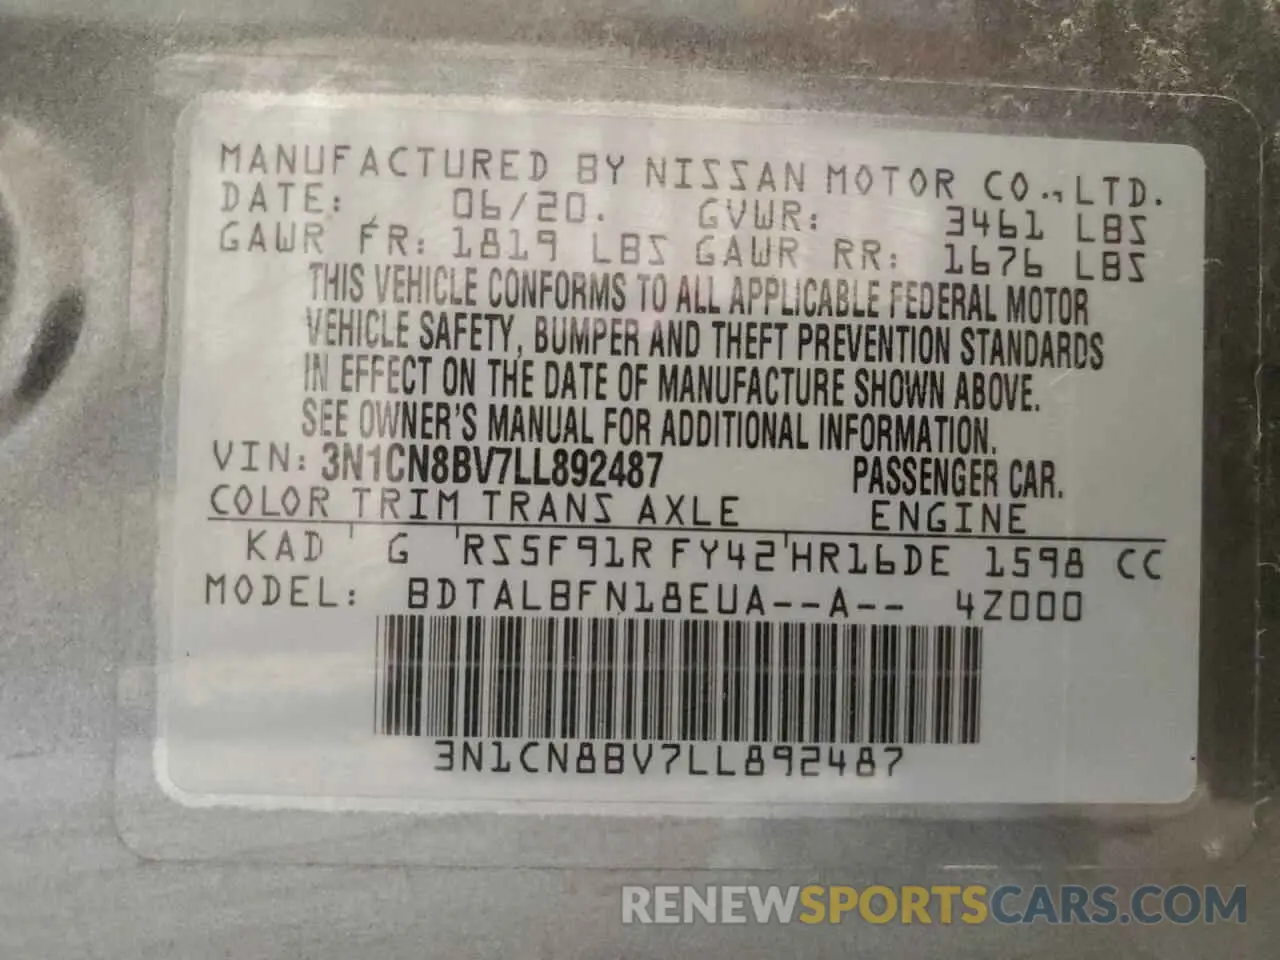 MANUFACTURED BY NISSAN MOTOR CO.,LTD.
DATE: 06/20. GVWR: 3461 LBS
GAWR FR: 1819 LBS GAWR RR: 1676 LBS
THIS VEHICLE CONFORMS TO ALL APPLICABLE FEDERAL MOTOR
VEHICLE SAFETY, BUMPER AND THEFT PREVENTION STANDARDS
IN EFFECT ON THE DATE OF MANUFACTURE SHOWN ABOVE.
SEE OWNER'S MANUAL FOR ADDITIONAL INFORMATION.
VIN: 3N1CN8BV7LL892487 PASSENGER CAR.
COLOR TRIM TRANS AXLE ENGINE
KAD G RS5F91R FY42 HR16DE 1598 CC
MODEL: BDTALBFN18EUA--A-- 4Z000
3N1CN8BV7LL892487
RENEWSPORTSCARS.COM